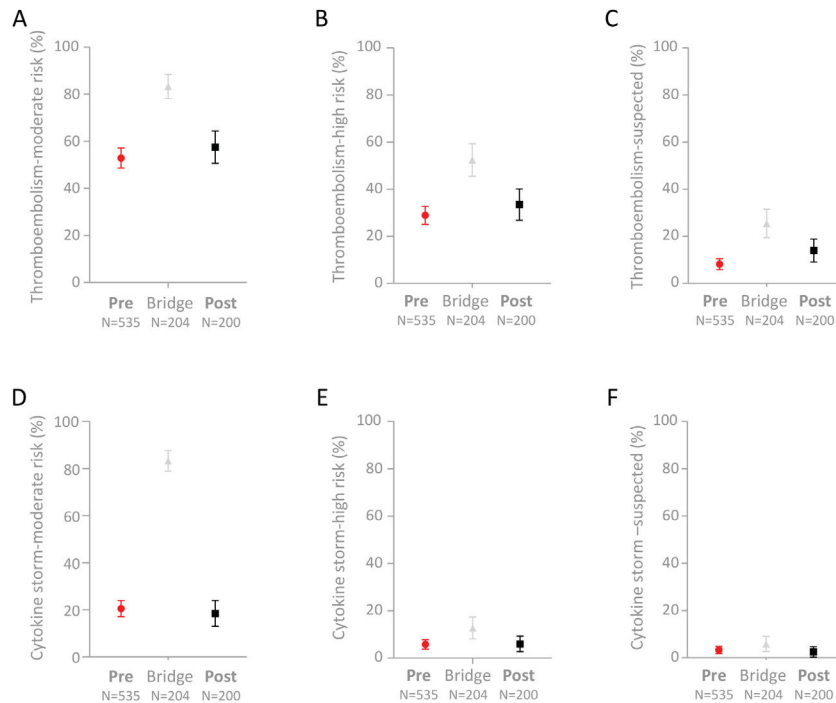 A
Thromboembolism-moderate risk (%)
100
80
60
40
20
0
Pre Bridge Post
N=535 N=204 N=200
B
Thromboembolism-high risk (%)
100
80
60
40
20
0
Pre Bridge Post
N=535 N=204 N=200
C
Thromboembolism-suspected (%)
100
80
60
40
20
0
Pre Bridge Post
N=535 N=204 N=200
D
Cytokine storm-moderate risk (%)
100
80
60
40
20
0
Pre Bridge Post
N=535 N=204 N=200
E
Cytokine storm-high risk (%)
100
80
60
40
20
0
Pre Bridge Post
N=535 N=204 N=200
F
Cytokine storm –suspected (%)
100
80
60
40
20
0
Pre Bridge Post
N=535 N=204 N=200